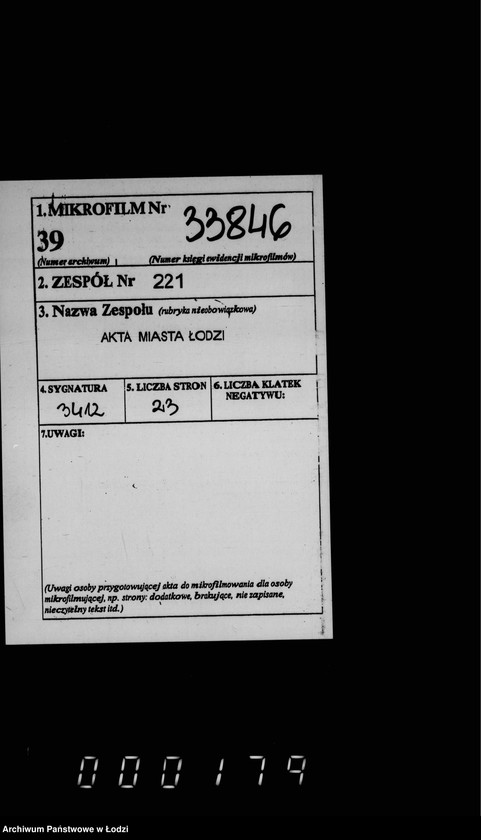 1. MIKROFILM Nr 33846
39
(Numer archiwum) (Numer księgi ewidencji mikrofilmów)
2. ZESPÓŁ Nr 221
3. Nazwa Zespołu (rubryka nieobowiązkowa)
AKTA MIASTA ŁODZI
4. SYGNATURA 5. LICZBA STRON 6. LICZBA KLATEK
NEGATYWU:
3412 23
7. UWAGI:
(Uwagi osoby przygotowującej akta do mikrofilmowania dla osoby
mikrofilmującej, np. strony: dodatkowe, brakujące, nie zapisane,
nieczytelny tekst itd.)
000179
Archiwum Państwowe w Łodzi